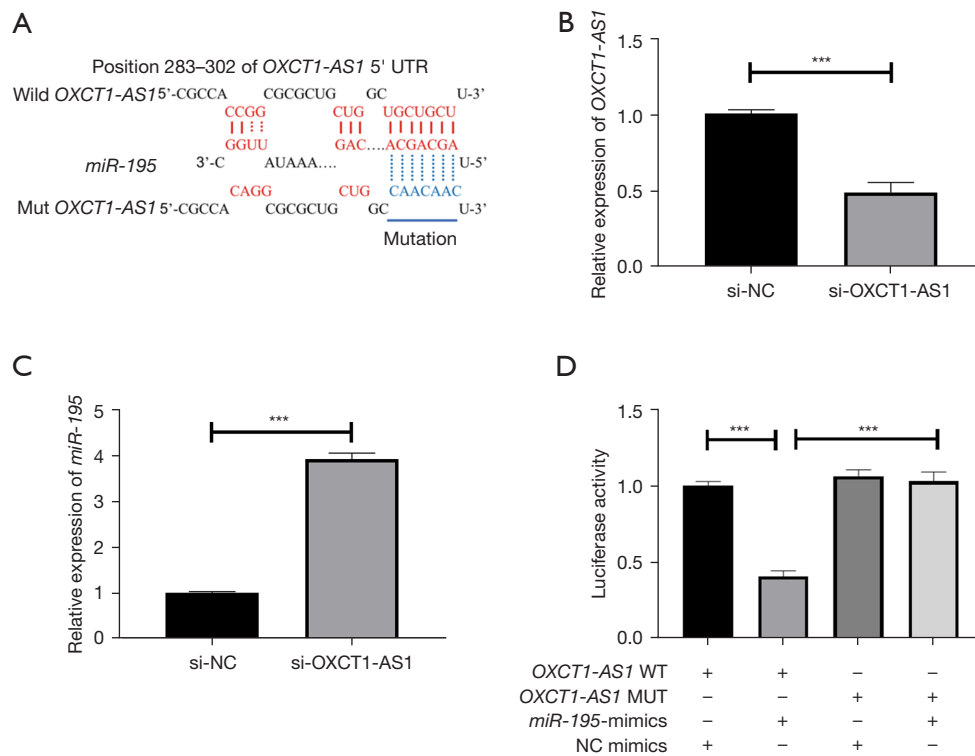 A
Position 283–302 of OXCT1-AS1 5' UTR
Wild OXCT1-AS1 5’-CGCCA CGCGCUG GC U-3’
CCGG CUG UGCUGCU
GGUU GAC....ACGACGA
miR-195 3’-C AUAAA.... U-5’
CAGG CUG CAACAAC
Mut OXCT1-AS1 5’-CGCCA CGCGCUG GC U-3’
Mutation
B
Relative expression of OXCT1-AS1
1.5
1.0
0.5
0.0
***
si-NC si-OXCT1-AS1
C
Relative expression of miR-195
5
4
3
2
1
0
***
si-NC si-OXCT1-AS1
D
Luciferase activity
1.5
1.0
0.5
0.0
*** ***
OXCT1-AS1 WT + + – –
OXCT1-AS1 MUT – – + +
miR-195-mimics – + – +
NC mimics + – + –